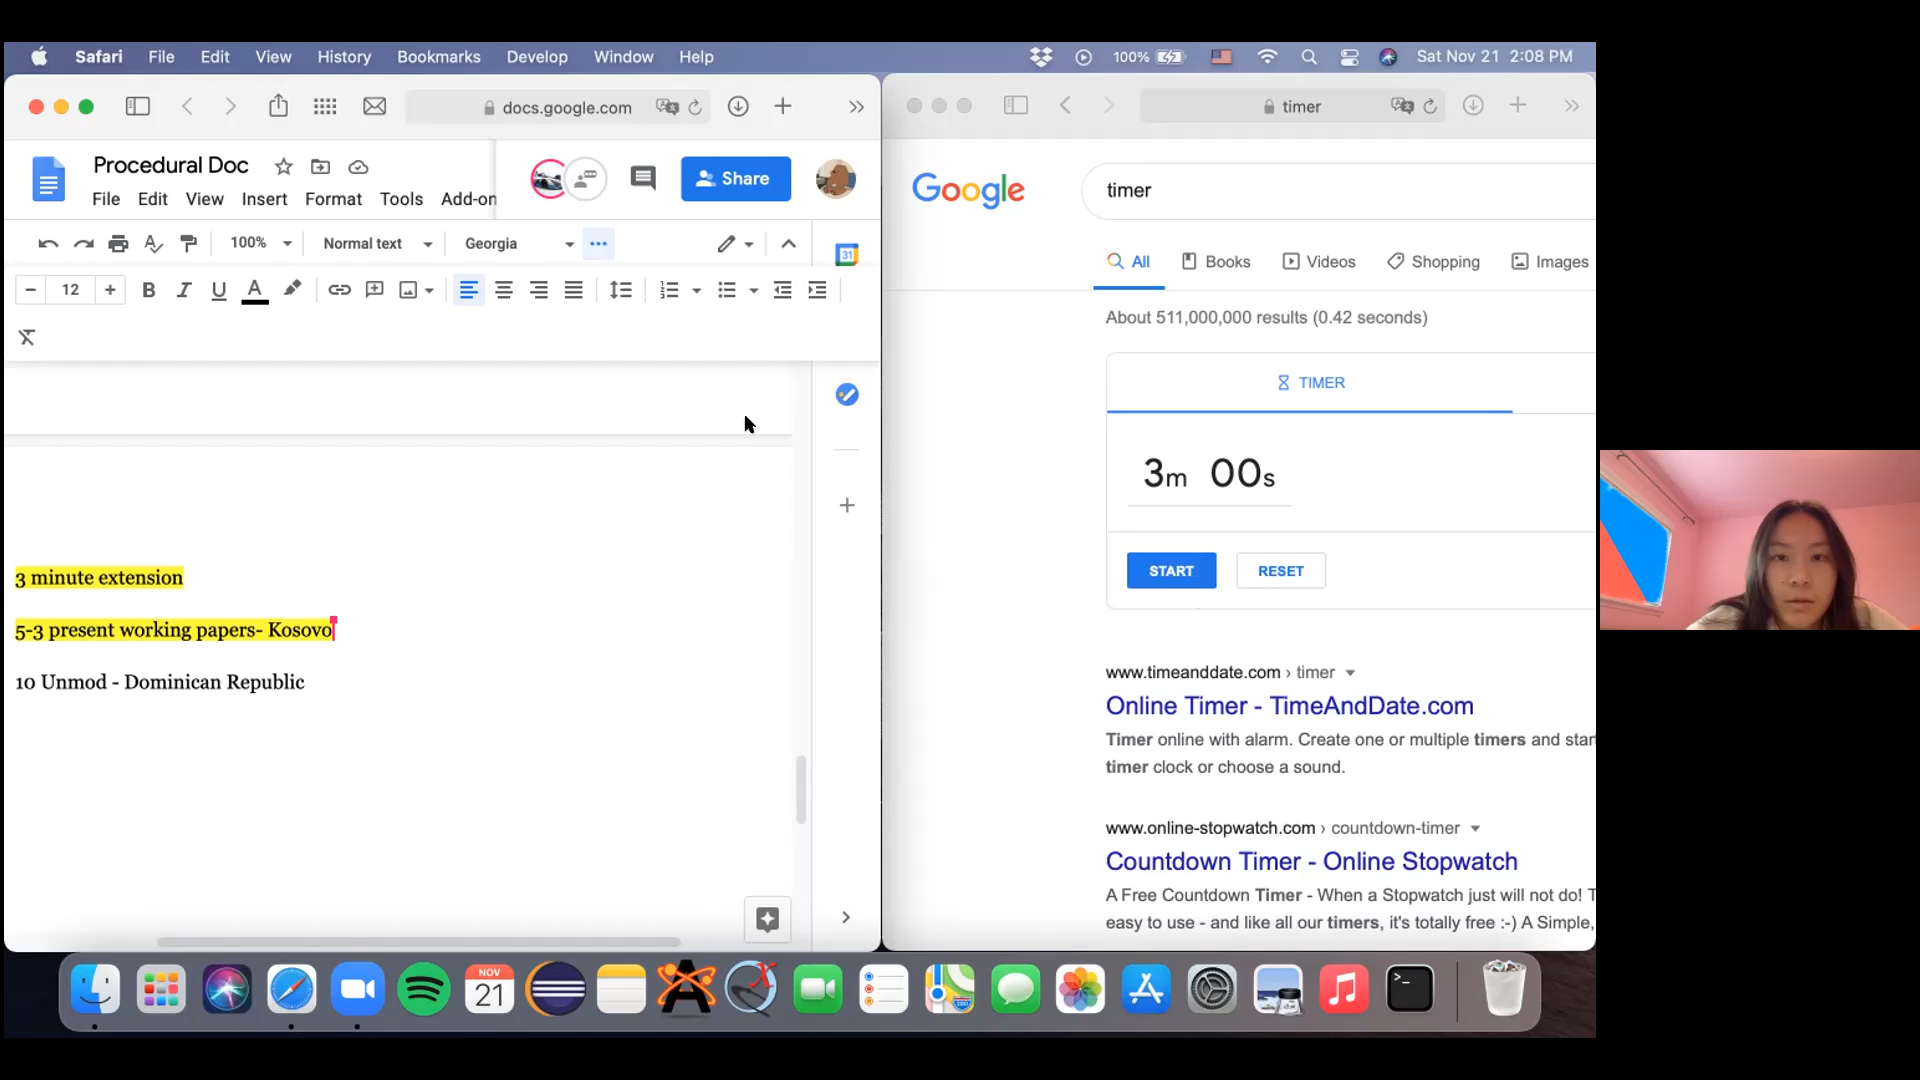 Safari File Edit View History Bookmarks Develop Window Help 100% Sat Nov 21 2:08 PM
docs.google.com
Procedural Doc
Share
File Edit View Insert Format Tools Add-on
100% Normal text Georgia
31
12 B I U A
3 minute extension
5-3 present working papers- Kosovo
10 Unmod - Dominican Republic
timer
Google
timer
All Books Videos Shopping Images
About 511,000,000 results (0.42 seconds)
TIMER
3m 00s
START RESET
www.timeanddate.com › timer
Online Timer - TimeAndDate.com
Timer online with alarm. Create one or multiple timers and star
timer clock or choose a sound.
www.online-stopwatch.com › countdown-timer
Countdown Timer - Online Stopwatch
A Free Countdown Timer - When a Stopwatch just will not do! T
easy to use - and like all our timers, it's totally free :-) A Simple,
NOV
21